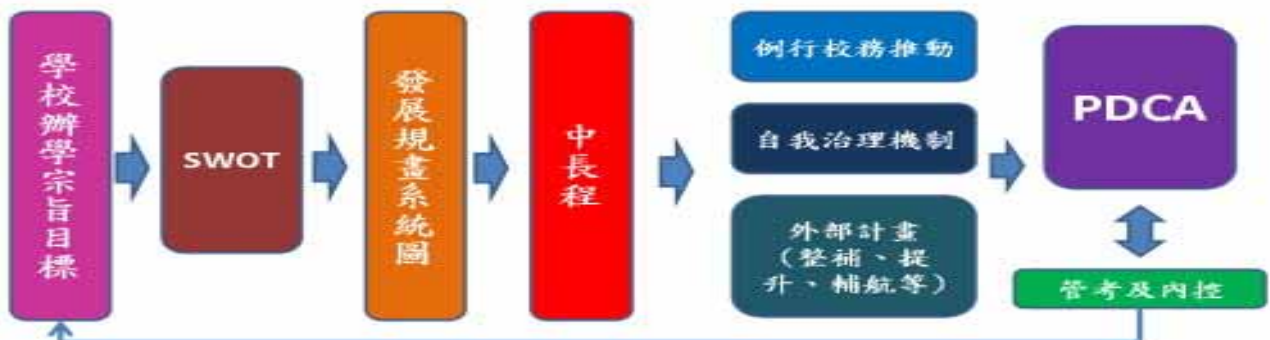 學校辦學宗旨目標
SWOT
發展規畫系統圖
中長程
例行校務推動
自我治理機制
外部計畫
（整補、提
升、輔航等）
PDCA
管考及內控